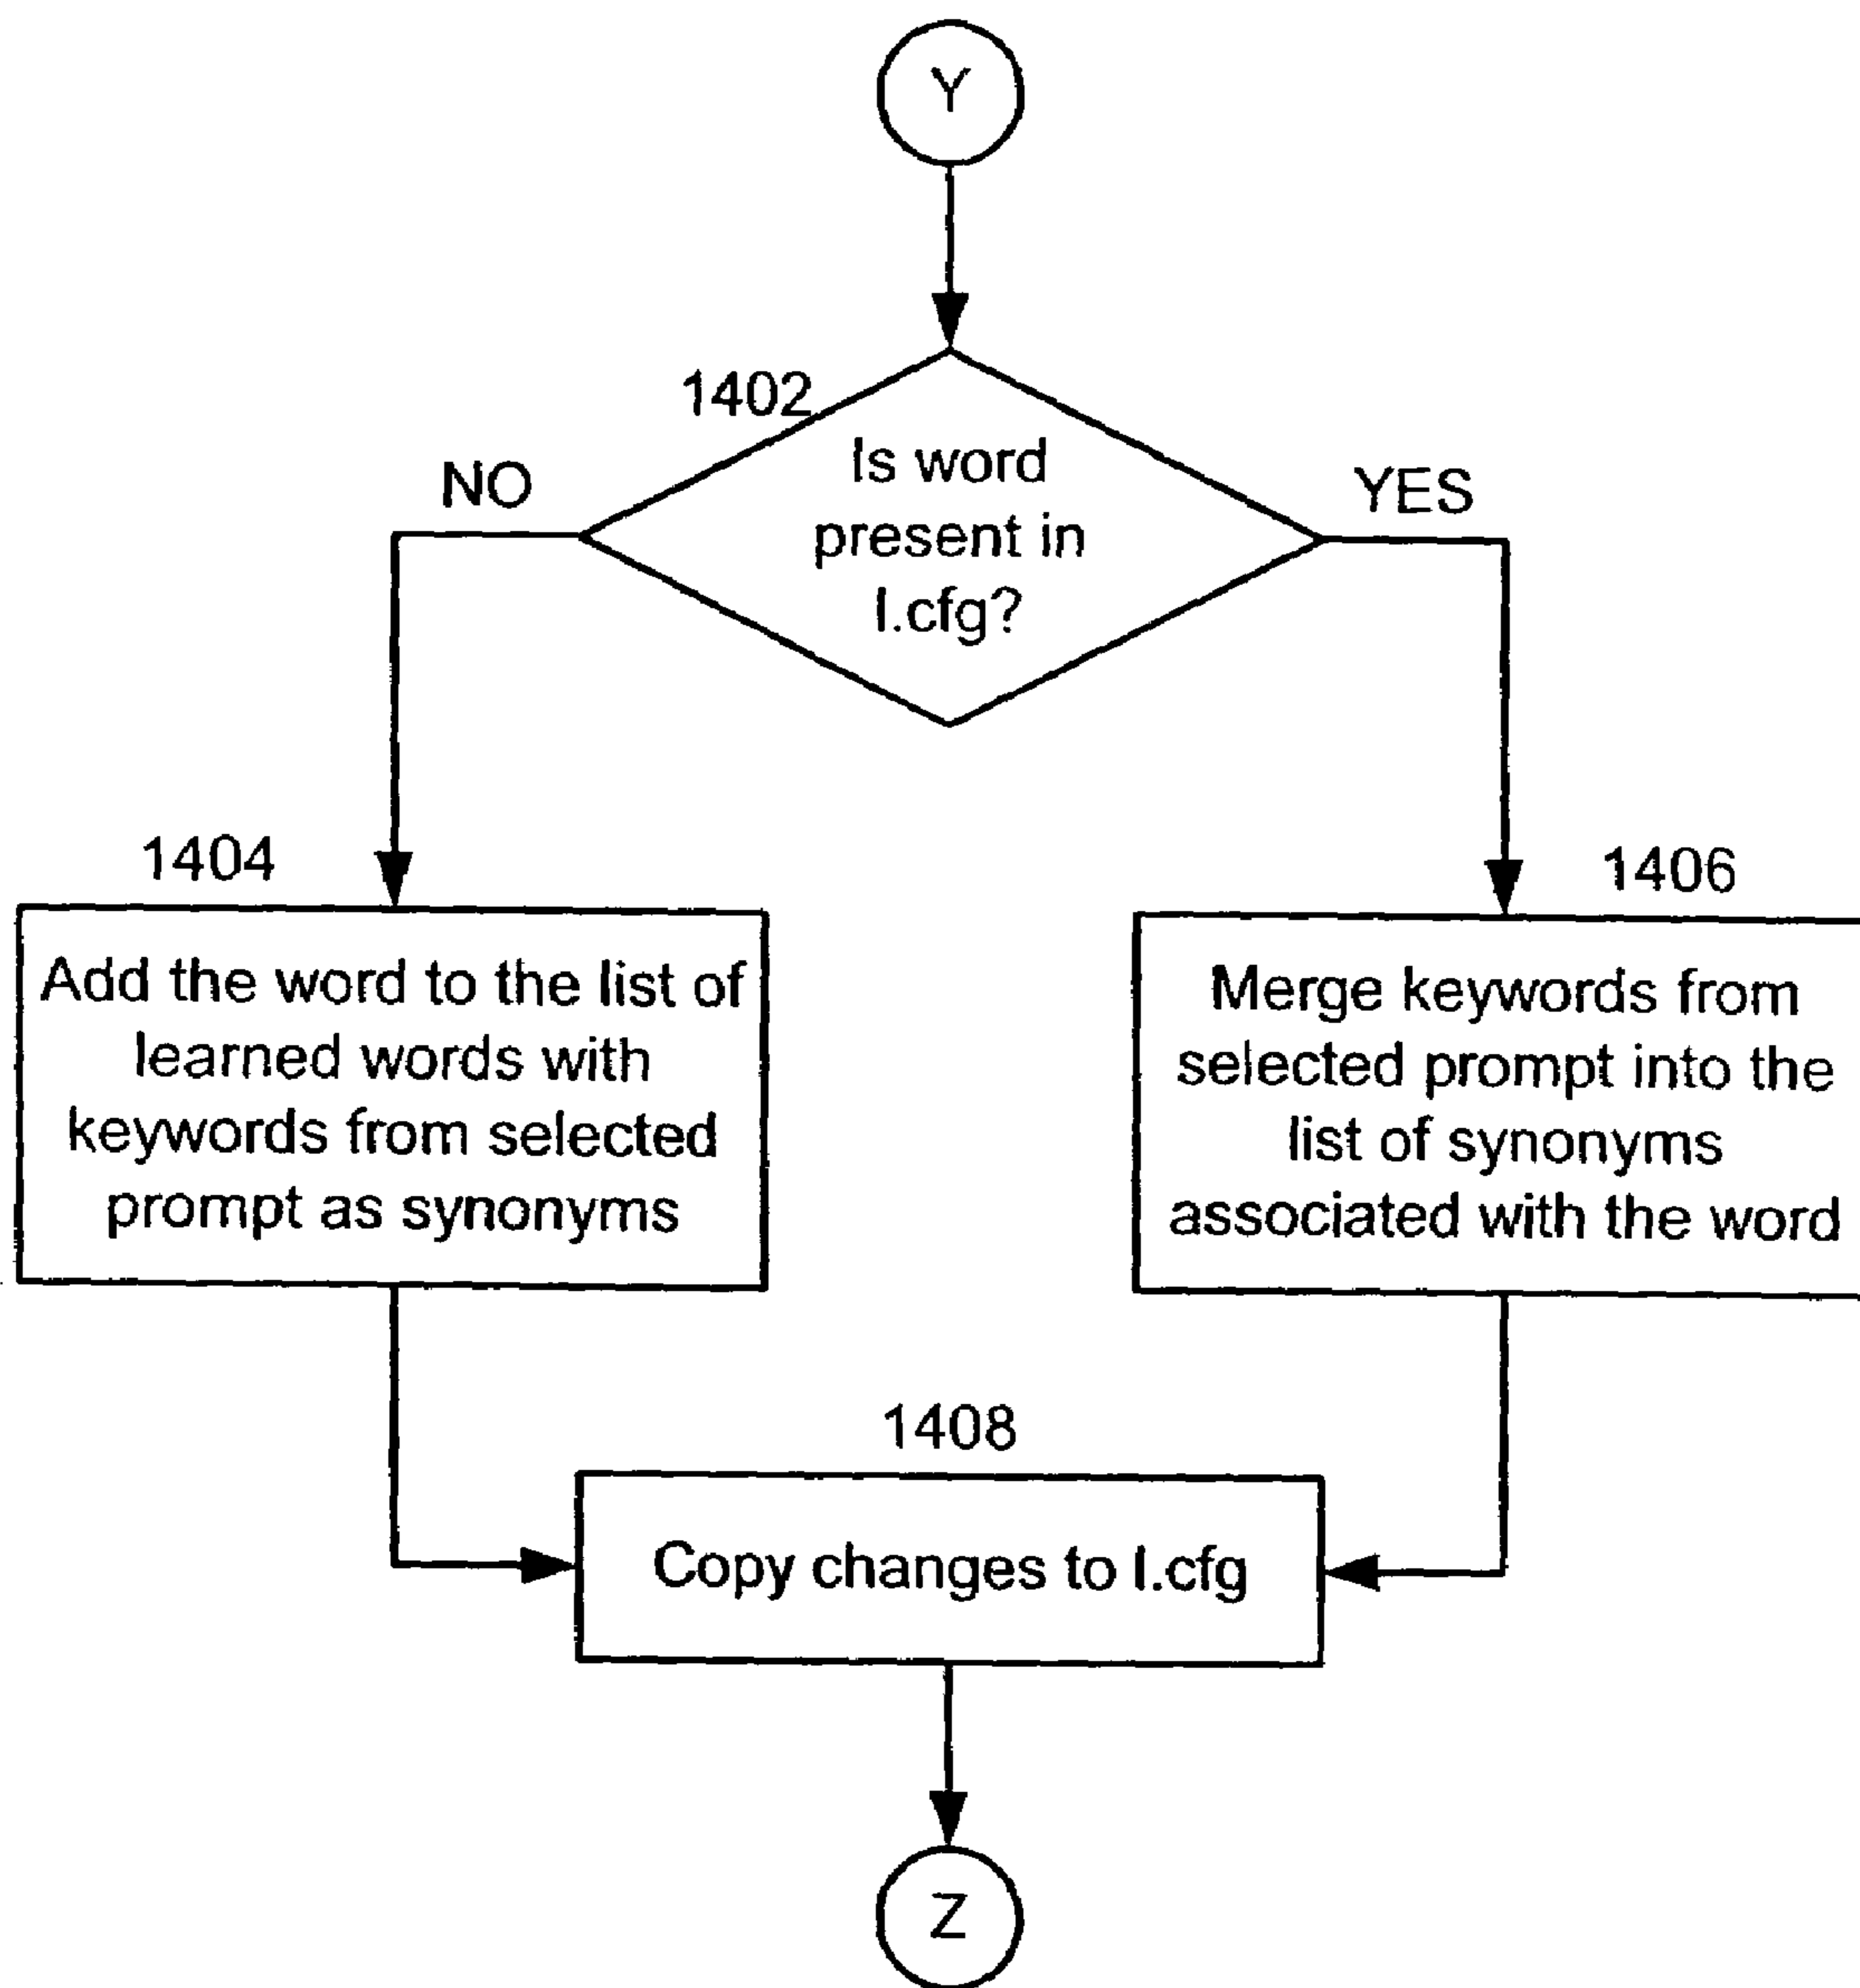 Y
1402
Is word
present in
l.cfg?
NO
YES
1404
Add the word to the list of
learned words with
keywords from selected
prompt as synonyms
1406
Merge keywords from
selected prompt into the
list of synonyms
associated with the word
1408
Copy changes to l.cfg
Z